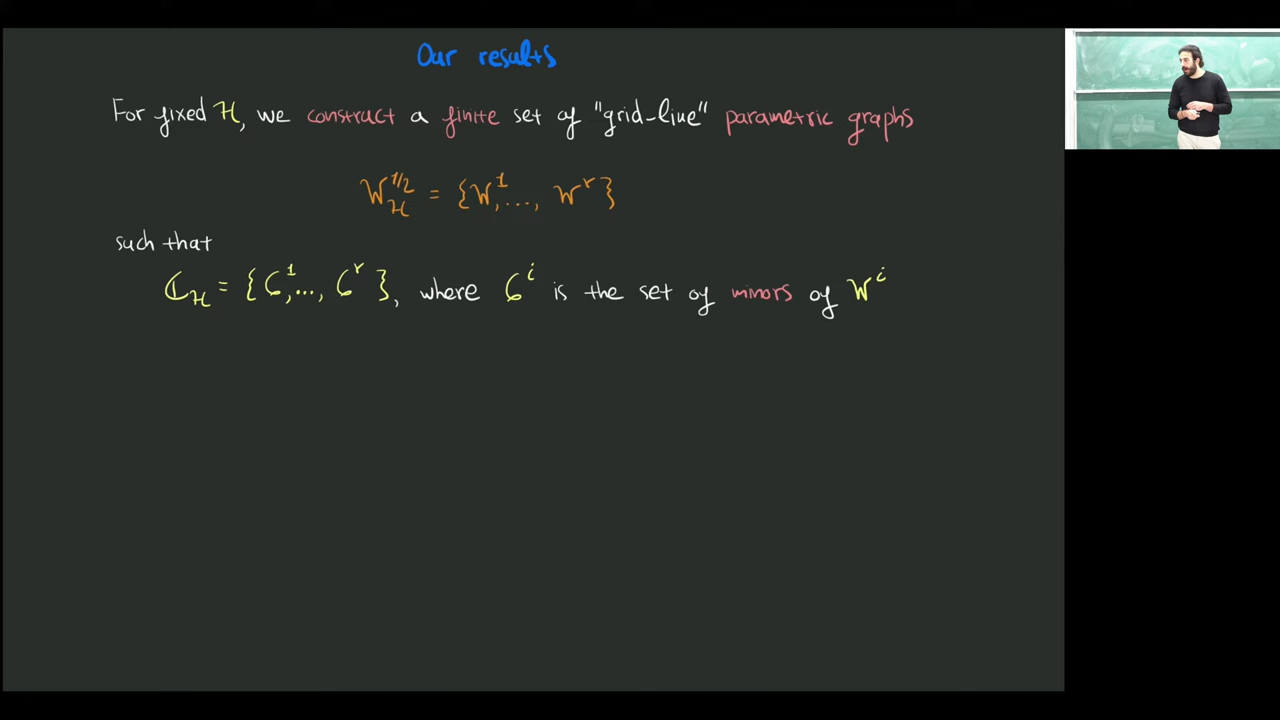 Our results
For fixed H, we construct a finite set of "grid-like" parametric graphs
W_H^{1/2} = {W^1, ..., W^r}
such that
ℂ_H = {C^1, ..., C^r}, where C^i is the set of minors of W^i